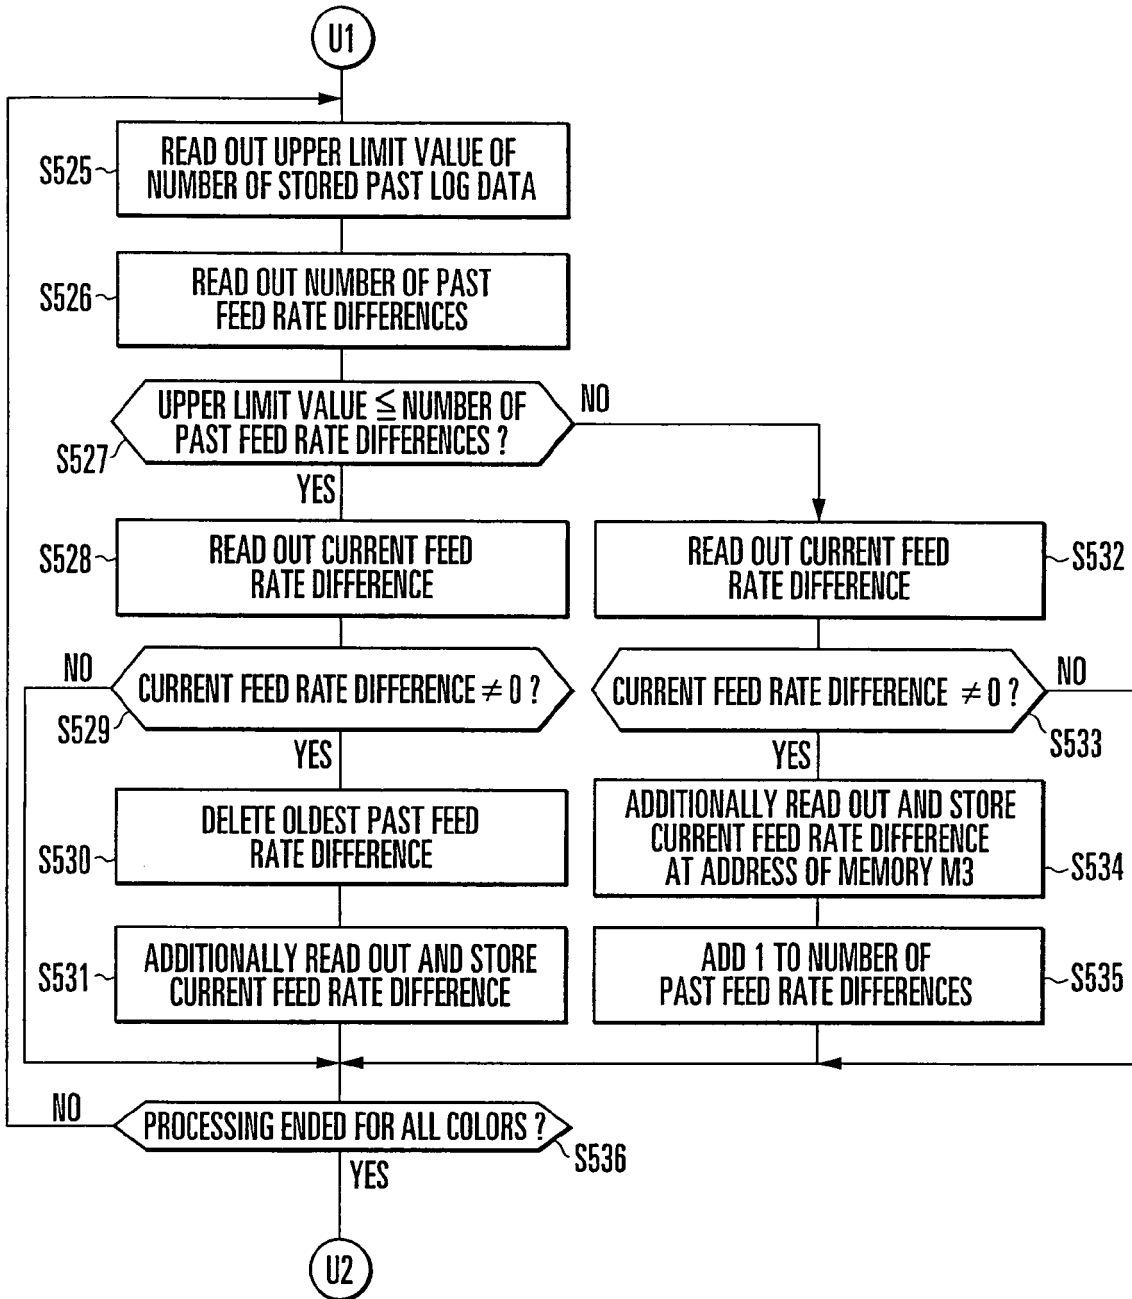 U1
S525
READ OUT UPPER LIMIT VALUE OF
NUMBER OF STORED PAST LOG DATA
S526
READ OUT NUMBER OF PAST
FEED RATE DIFFERENCES
UPPER LIMIT VALUE ≦ NUMBER OF
PAST FEED RATE DIFFERENCES ?
NO
S527
YES
S528
READ OUT CURRENT FEED
RATE DIFFERENCE
READ OUT CURRENT FEED
RATE DIFFERENCE
S532
NO
CURRENT FEED RATE DIFFERENCE ≠ 0 ?
S529
YES
CURRENT FEED RATE DIFFERENCE ≠ 0 ?
NO
S533
YES
S530
DELETE OLDEST PAST FEED
RATE DIFFERENCE
ADDITIONALLY READ OUT AND STORE
CURRENT FEED RATE DIFFERENCE
AT ADDRESS OF MEMORY M3
S534
S531
ADDITIONALLY READ OUT AND STORE
CURRENT FEED RATE DIFFERENCE
ADD 1 TO NUMBER OF
PAST FEED RATE DIFFERENCES
S535
NO
PROCESSING ENDED FOR ALL COLORS ?
S536
YES
U2